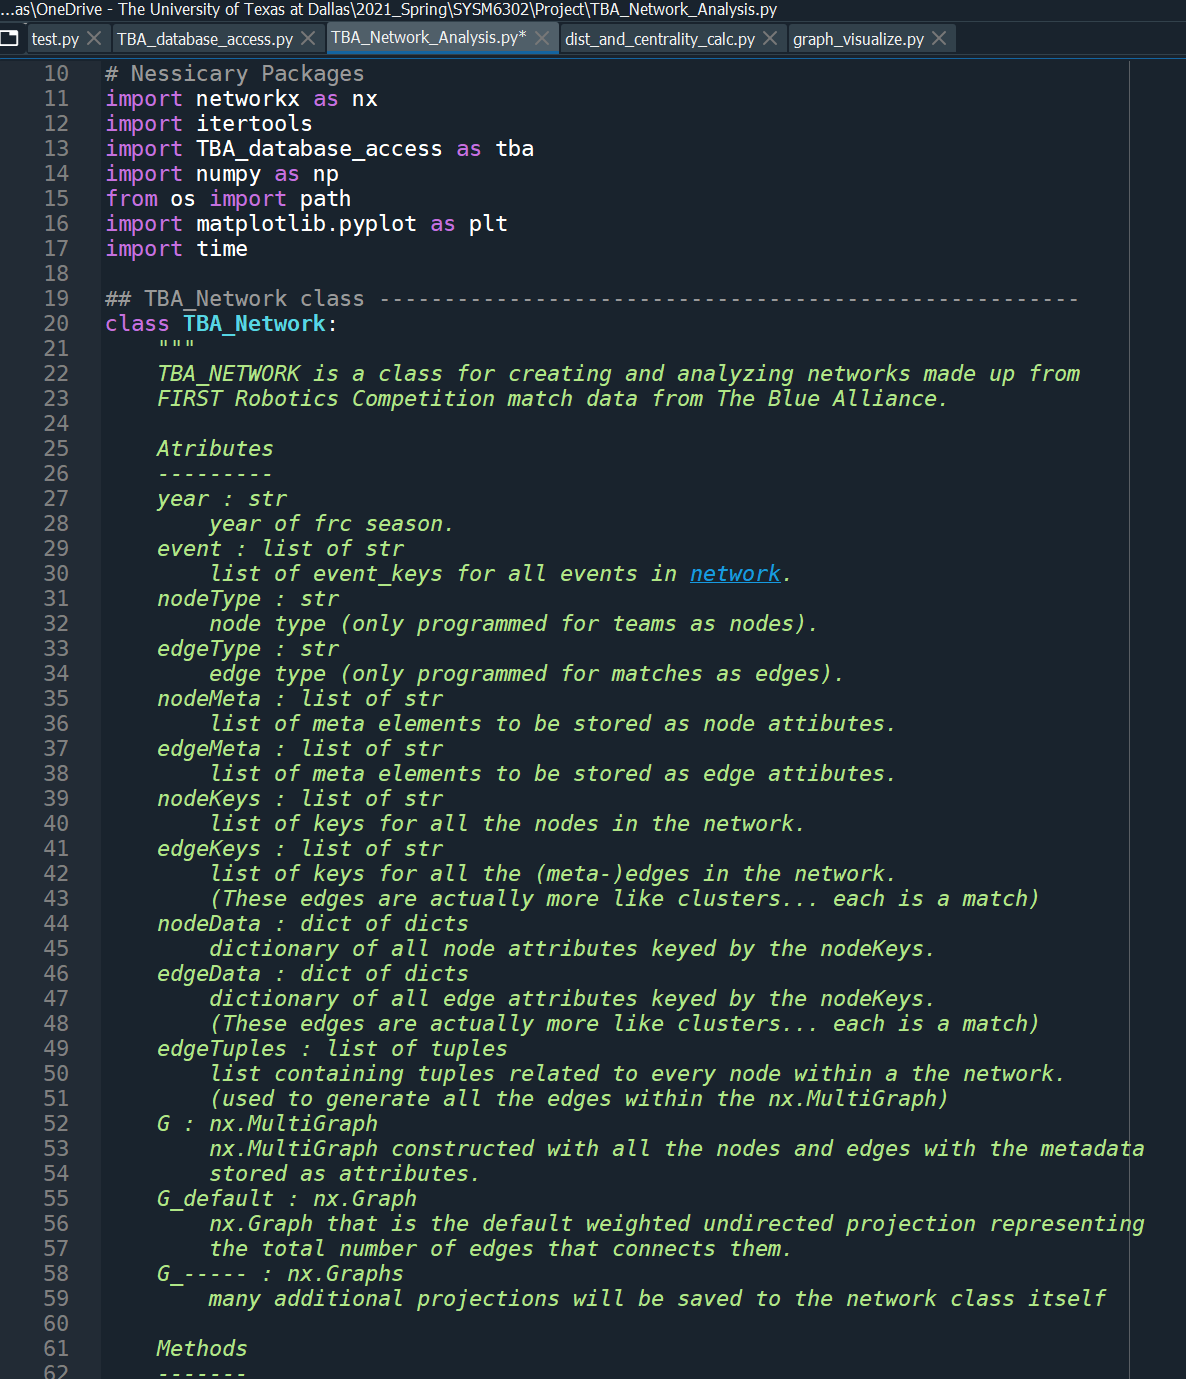 ...as\OneDrive - The University of Texas at Dallas\2021_Spring\SYSM6302\Project\TBA_Network_Analysis.py
test.py TBA_database_access.py TBA_Network_Analysis.py* dist_and_centrality_calc.py graph_visualize.py
10 # Nessicary Packages
11 import networkx as nx
12 import itertools
13 import TBA_database_access as tba
14 import numpy as np
15 from os import path
16 import matplotlib.pyplot as plt
17 import time
18
19 ## TBA_Network class ------------------------------------------------------
20 class TBA_Network:
21 """
22 TBA_NETWORK is a class for creating and analyzing networks made up from
23 FIRST Robotics Competition match data from The Blue Alliance.
24
25 Atributes
26 ---------
27 year : str
28 year of frc season.
29 event : list of str
30 list of event_keys for all events in network.
31 nodeType : str
32 node type (only programmed for teams as nodes).
33 edgeType : str
34 edge type (only programmed for matches as edges).
35 nodeMeta : list of str
36 list of meta elements to be stored as node attibutes.
37 edgeMeta : list of str
38 list of meta elements to be stored as edge attibutes.
39 nodeKeys : list of str
40 list of keys for all the nodes in the network.
41 edgeKeys : list of str
42 list of keys for all the (meta-)edges in the network.
43 (These edges are actually more like clusters... each is a match)
44 nodeData : dict of dicts
45 dictionary of all node attributes keyed by the nodeKeys.
46 edgeData : dict of dicts
47 dictionary of all edge attributes keyed by the nodeKeys.
48 (These edges are actually more like clusters... each is a match)
49 edgeTuples : list of tuples
50 list containing tuples related to every node within a the network.
51 (used to generate all the edges within the nx.MultiGraph)
52 G : nx.MultiGraph
53 nx.MultiGraph constructed with all the nodes and edges with the metadata
54 stored as attributes.
55 G_default : nx.Graph
56 nx.Graph that is the default weighted undirected projection representing
57 the total number of edges that connects them.
58 G_----- : nx.Graphs
59 many additional projections will be saved to the network class itself
60
61 Methods
62 -------